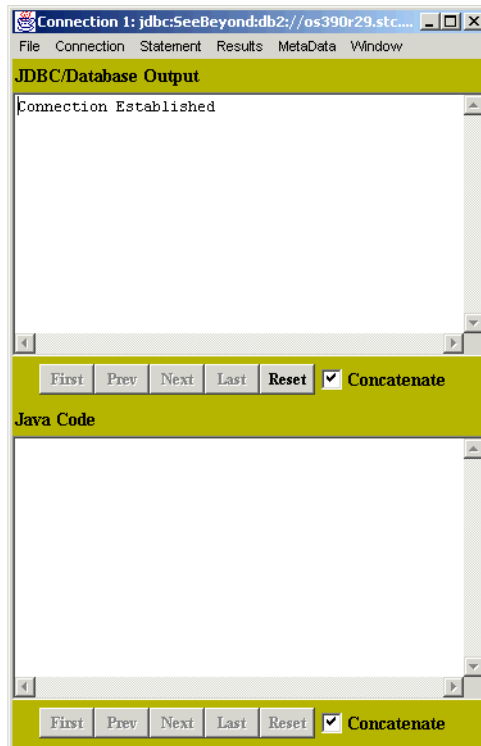 Connection 1: jdbc:SeeBeyond:db2://os390r29.stc....
File Connection Statement Results MetaData Window
JDBC/Database Output
Connection Established
First Prev Next Last Reset Concatenate
Java Code
First Prev Next Last Reset Concatenate